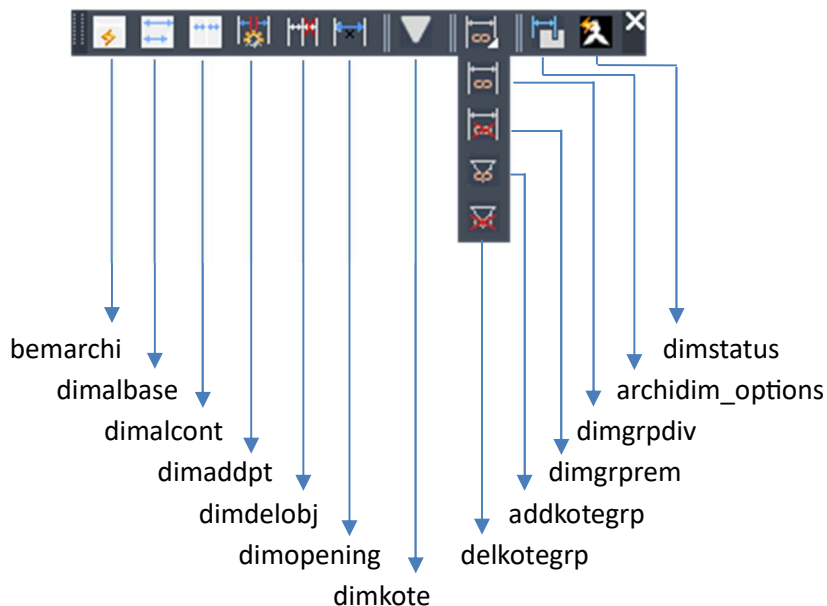 bemarchi
dimstatus
dimalbase
archidim_options
dimalcont
dimgrpdiv
dimaddpt
dimgrprem
dimdelobj
addkotegrp
dimopening
delkotegrp
dimkote